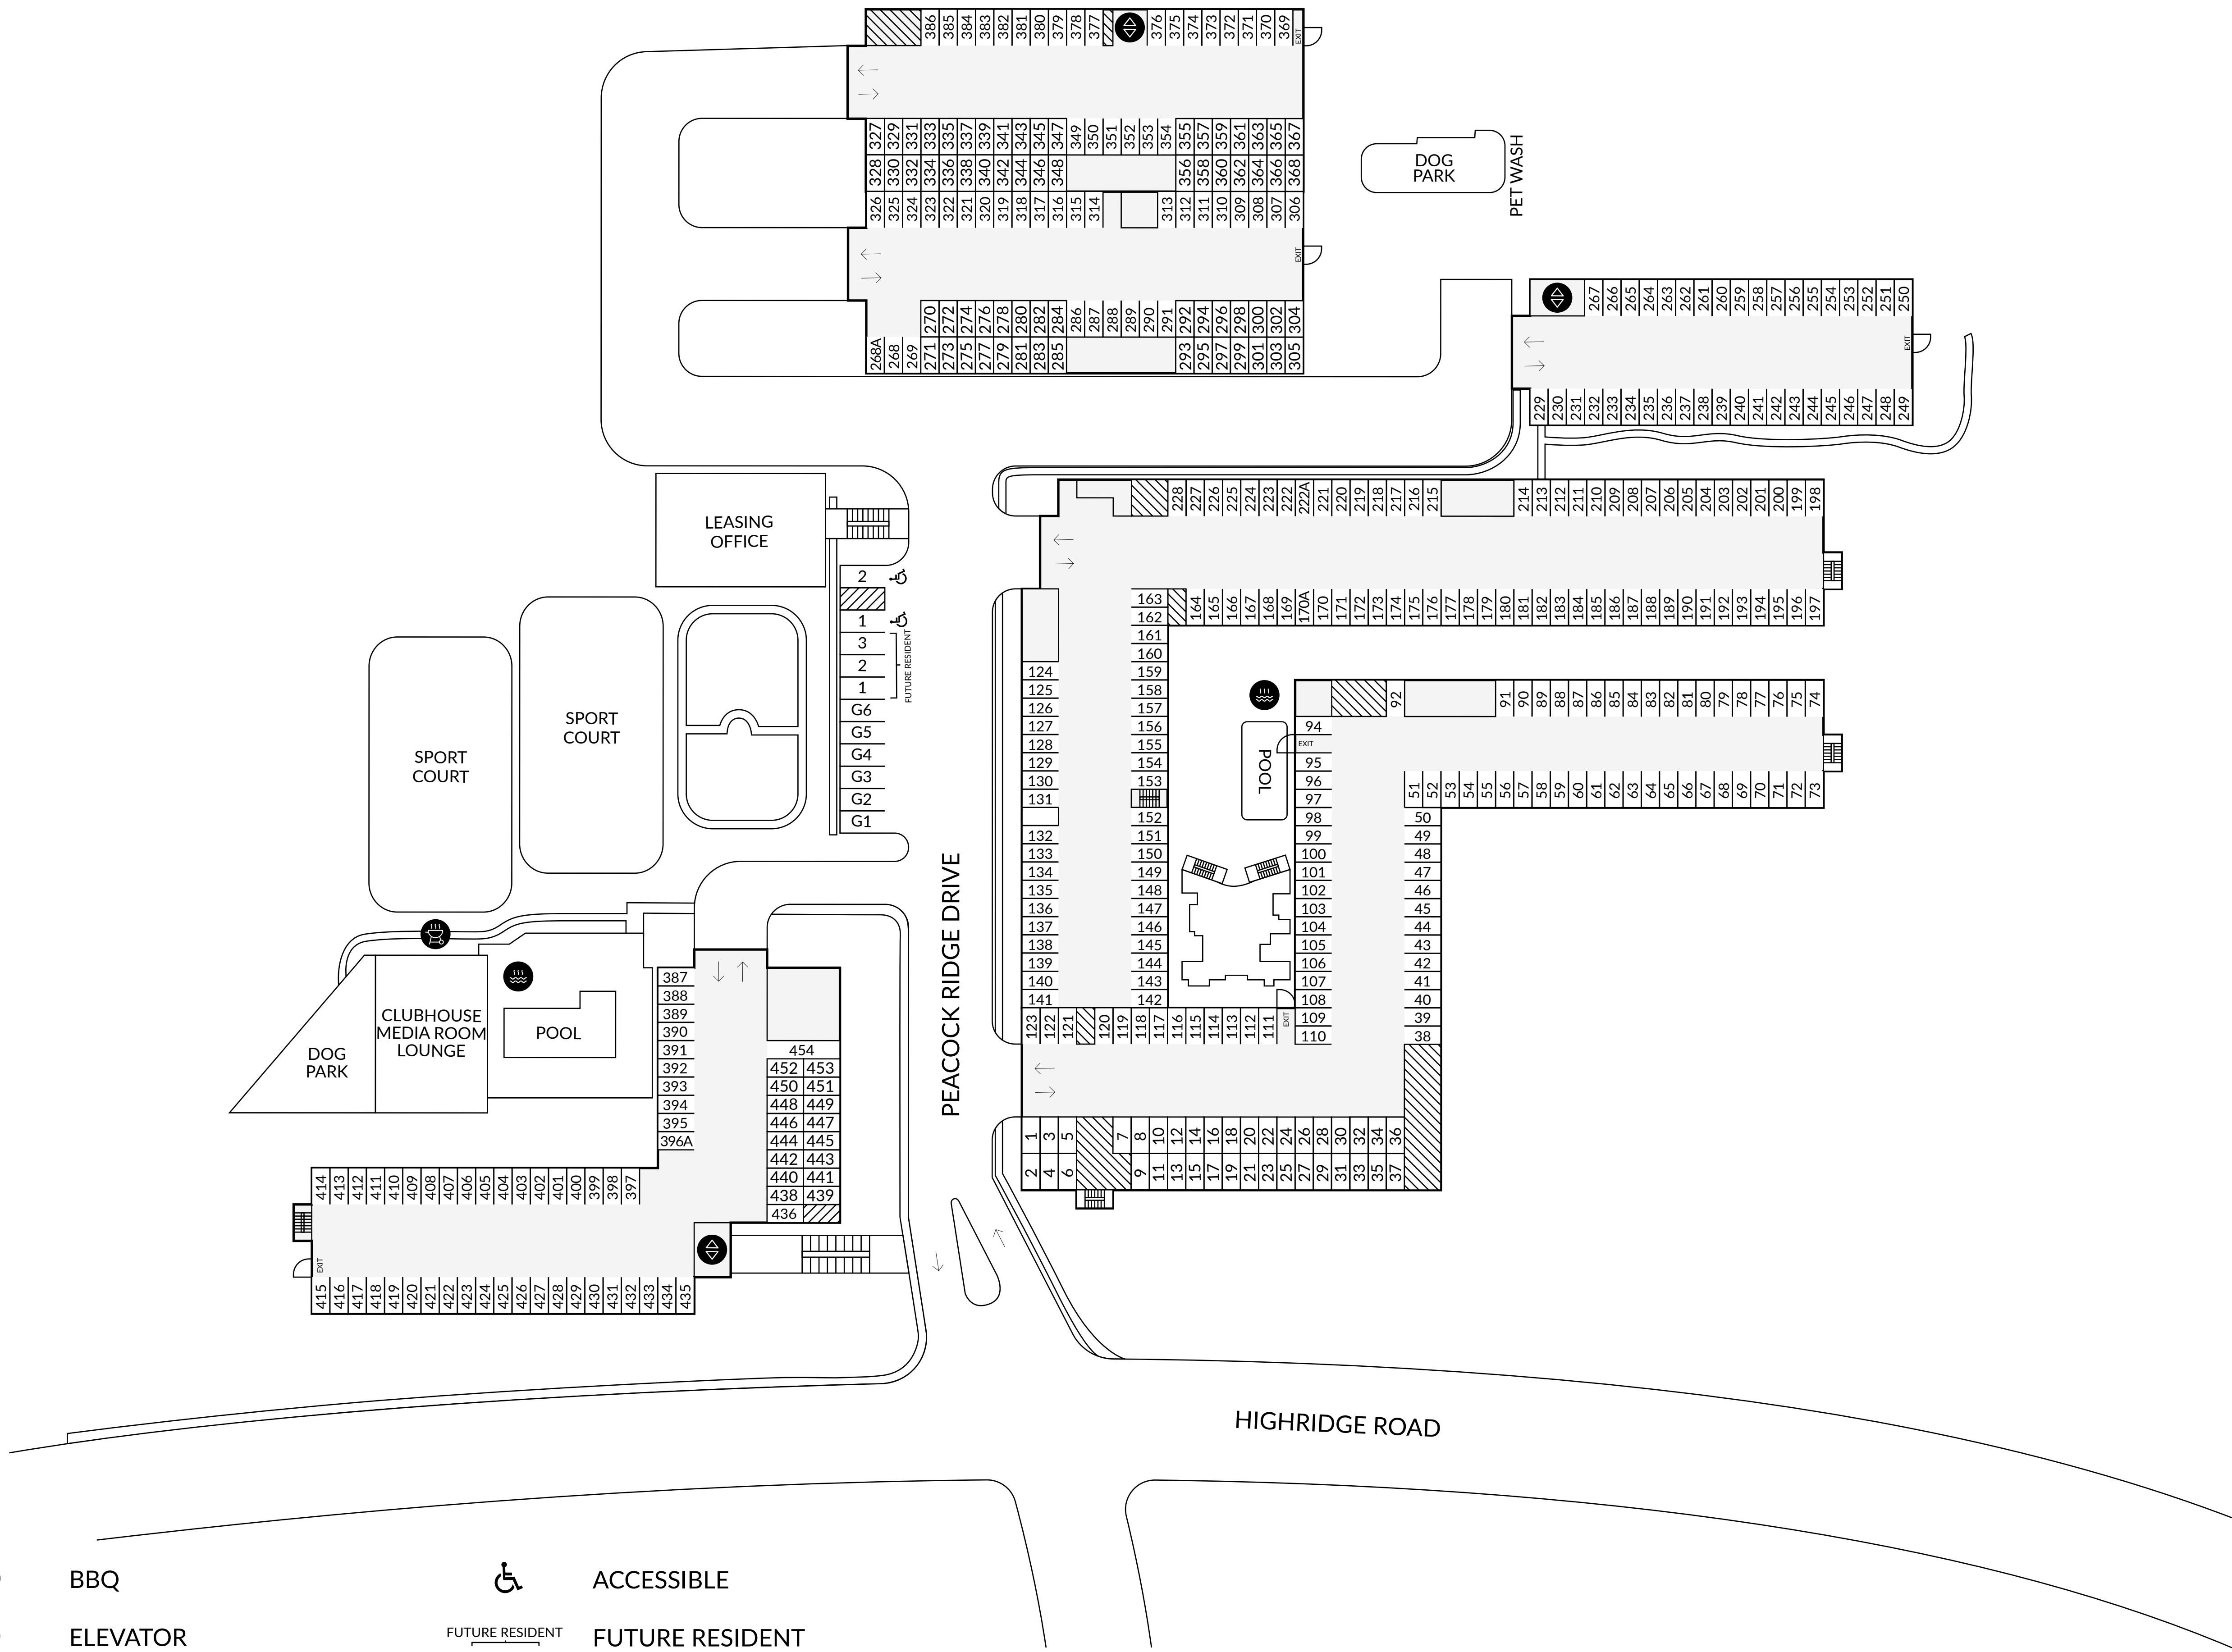 386 385 384 383 382 381 380 379 378 377 376 375 374 373 372 371 370 369 EXIT
327 329 331 333 335 337 339 341 343 345 347 349 350 351 352 353 354 355 357 359 361 363 365 367
328 330 332 334 336 338 340 342 344 346 348 356 358 360 362 364 366 368
326 325 324 323 322 321 320 319 318 317 316 315 314 313 312 311 310 309 308 307 306
EXIT
270 272 274 276 278 280 282 284 286 287 288 289 290 291 292 294 296 298 300 302 304
268A 268 269 271 273 275 277 279 281 283 285 293 295 297 299 301 303 305
DOG
PARK
PET WASH
267 266 265 264 263 262 261 260 259 258 257 256 255 254 253 252 251 250
EXIT
229 230 231 232 233 234 235 236 237 238 239 240 241 242 243 244 245 246 247 248 249
LEASING
OFFICE
2
1
3
2
1
FUTURE RESIDENT
G6
G5
G4
G3
G2
G1
SPORT
COURT
SPORT
COURT
228 227 226 225 224 223 222 222A 221 220 219 218 217 216 215 214 213 212 211 210 209 208 207 206 205 204 203 202 201 200 199 198
163
162
164 165 166 167 168 169 170A 170 171 172 173 174 175 176 177 178 179 180 181 182 183 184 185 186 187 188 189 190 191 192 193 194 195 196 197
161
160
124 159
125 158
126 157
127 156
128 155
129 154
130 153
131
152
132 151
133 150
134 149
135 148
136 147
137 146
138 145
139 144
140 143
141 142
POOL
92 91 90 89 88 87 86 85 84 83 82 81 80 79 78 77 76 75 74
94
EXIT
95
96
97
51 52 53 54 55 56 57 58 59 60 61 62 63 64 65 66 67 68 69 70 71 72 73
98 50
99 49
100 48
101 47
102 46
103 45
104 44
105 43
106 42
107 41
108 40
109 39
110 38
123 122 121 120 119 118 117 116 115 114 113 112 111 EXIT
1 3 5 7 8 10 12 14 16 18 20 22 24 26 28 30 32 34 36
2 4 6 9 11 13 15 17 19 21 23 25 27 29 31 33 35 37
PEACOCK RIDGE DRIVE
DOG
PARK
CLUBHOUSE
MEDIA ROOM
LOUNGE
POOL
387
388
389
390
391 454
392 452 453
393 450 451
394 448 449
395 446 447
396A 444 445
442 443
440 441
438 439
436
414 413 412 411 410 409 408 407 406 405 404 403 402 401 400 399 398 397
EXIT
415 416 417 418 419 420 421 422 423 424 425 426 427 428 429 430 431 432 433 434 435
HIGHRIDGE ROAD
BBQ
ACCESSIBLE
ELEVATOR
FUTURE RESIDENT
FUTURE RESIDENT